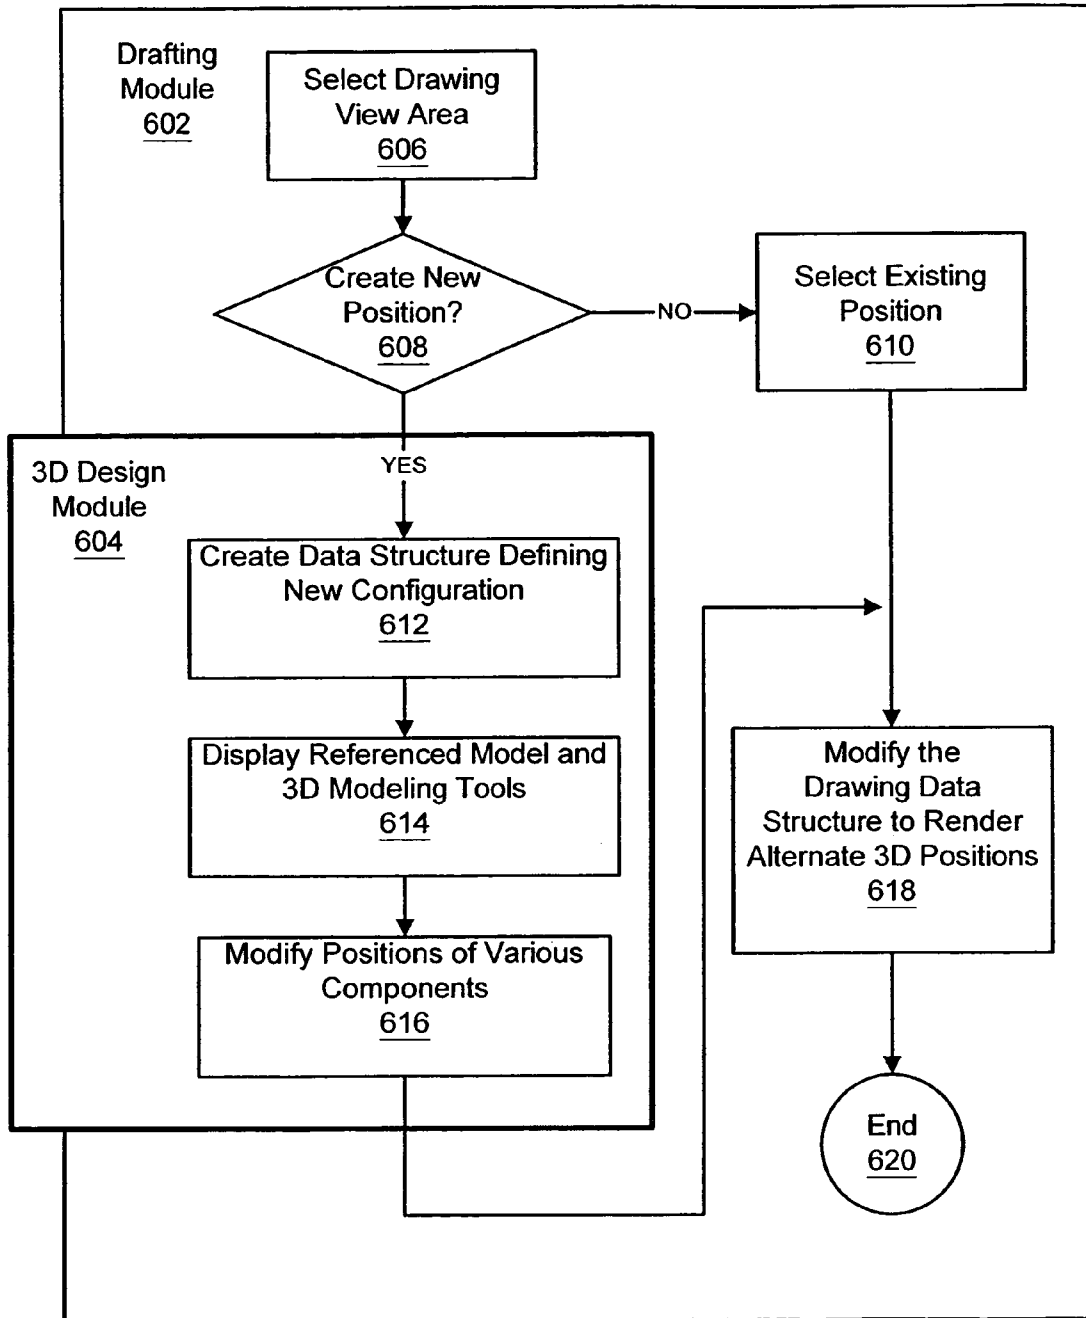 Drafting
Module
602
Select Drawing
View Area
606
Create New
Position?
608
NO
Select Existing
Position
610
YES
3D Design
Module
604
Create Data Structure Defining
New Configuration
612
Display Referenced Model and
3D Modeling Tools
614
Modify Positions of Various
Components
616
Modify the
Drawing Data
Structure to Render
Alternate 3D Positions
618
End
620